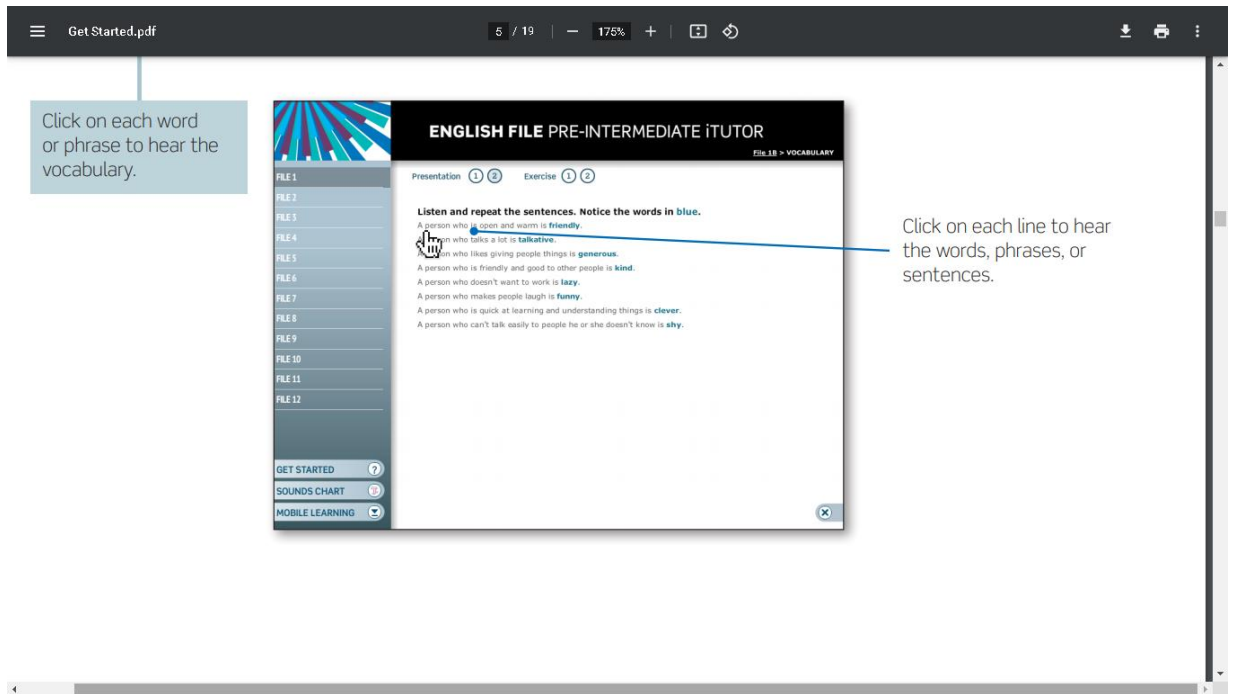 Get Started.pdf
5 / 19
175%
Click on each word
or phrase to hear the
vocabulary.
ENGLISH FILE PRE-INTERMEDIATE iTUTOR
File 1B > VOCABULARY
Presentation 1 2 Exercise 1 2
FILE 1
FILE 2
FILE 3
FILE 4
FILE 5
FILE 6
FILE 7
FILE 8
FILE 9
FILE 10
FILE 11
FILE 12
GET STARTED ?
SOUNDS CHART
MOBILE LEARNING
Listen and repeat the sentences. Notice the words in blue.
A person who is open and warm is friendly.
A person who talks a lot is talkative.
A person who likes giving people things is generous.
A person who is friendly and good to other people is kind.
A person who doesn't want to work is lazy.
A person who makes people laugh is funny.
A person who is quick at learning and understanding things is clever.
A person who can't talk easily to people he or she doesn't know is shy.
Click on each line to hear
the words, phrases, or
sentences.